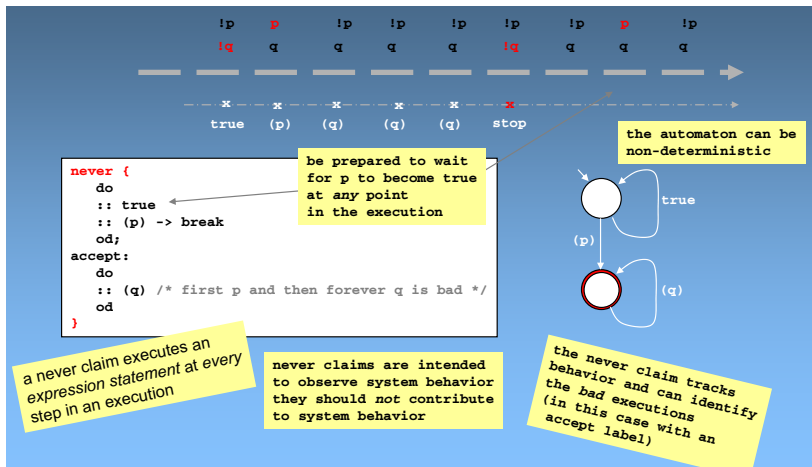 !p p !p !p !p !p !p p !p
!q q q q q !q q q q
x x x x x x
true (p) (q) (q) (q) stop
the automaton can be
non-deterministic
be prepared to wait
for p to become true
at any point
in the execution
never {
do
:: true
:: (p) -> break
od;
accept:
do
:: (q) /* first p and then forever q is bad */
od
}
true
(p)
(q)
a never claim executes an
expression statement at every
step in an execution
never claims are intended
to observe system behavior
they should not contribute
to system behavior
the never claim tracks
behavior and can identify
the bad executions
(in this case with an
accept label)